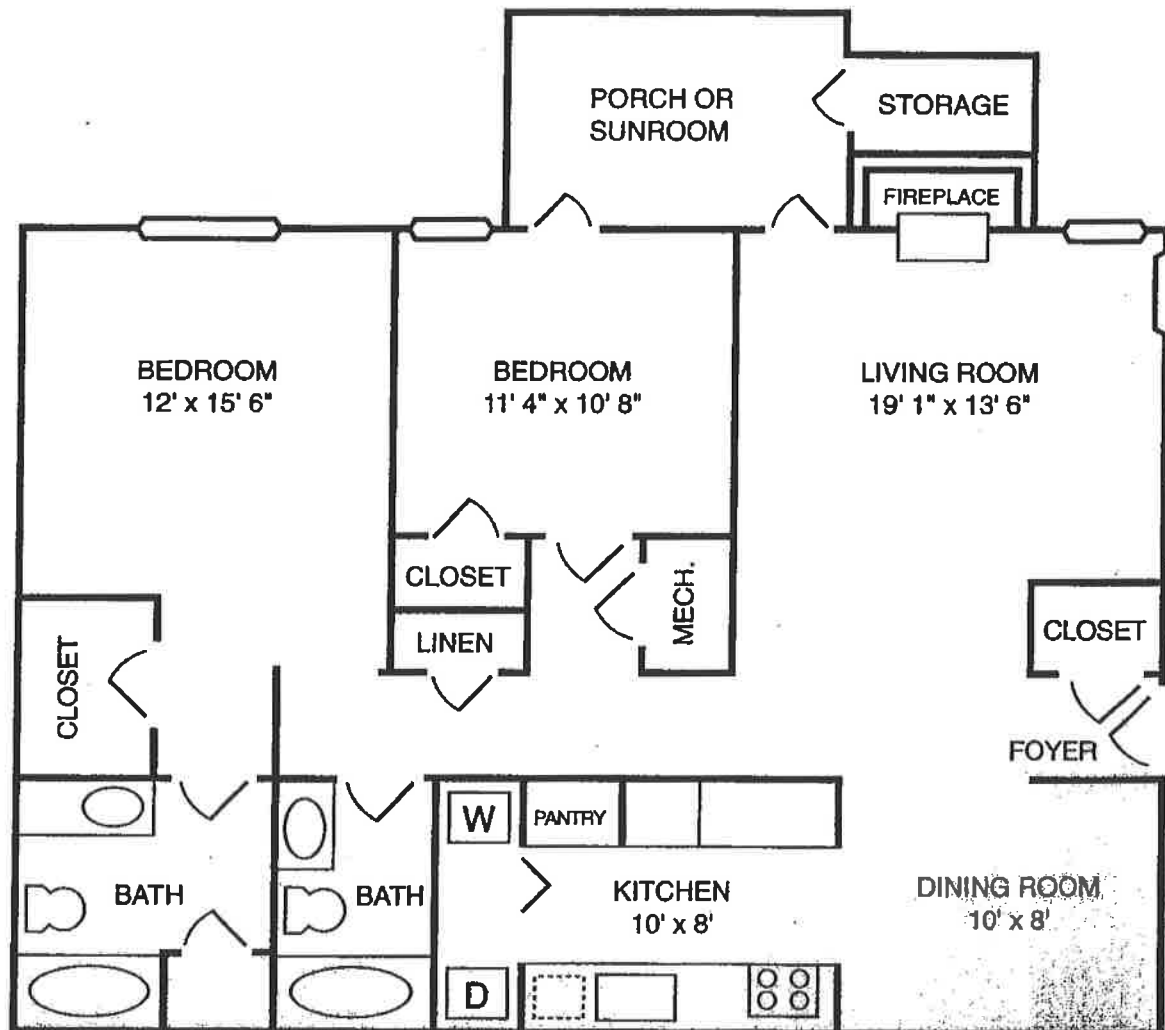 PORCH OR
SUNROOM
STORAGE
FIREPLACE
BEDROOM
12' x 15' 6"
BEDROOM
11' 4" x 10' 8"
LIVING ROOM
19' 1" x 13' 6"
CLOSET
MECH.
LINEN
CLOSET
CLOSET
FOYER
W
PANTRY
BATH
BATH
KITCHEN
10' x 8'
DINING ROOM
10' x 8'
D